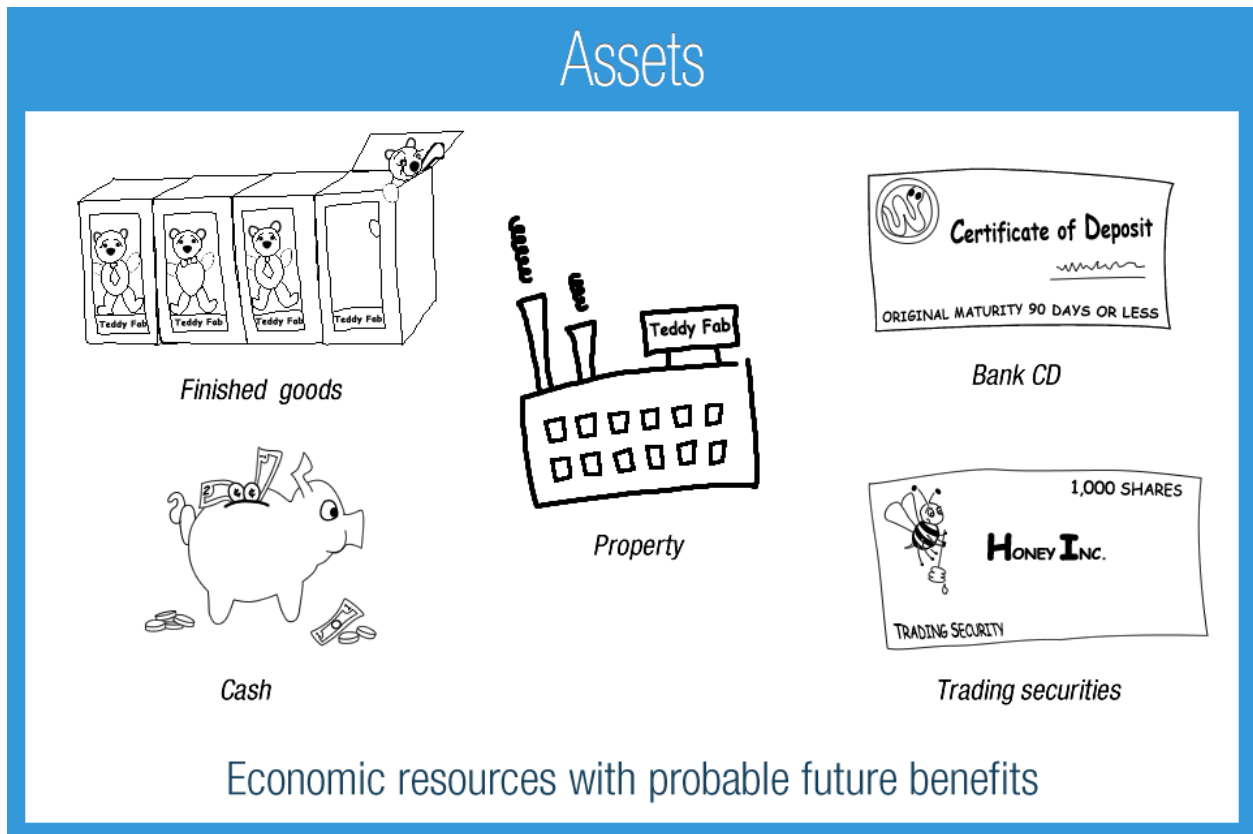 Assets
Teddy Fab
Teddy Fab
Teddy Fab
Teddy Fab
Finished goods
Cash
Teddy Fab
Property
Certificate of Deposit
ORIGINAL MATURITY 90 DAYS OR LESS
Bank CD
1,000 SHARES
HONEY INC.
TRADING SECURITY
Trading securities
Economic resources with probable future benefits